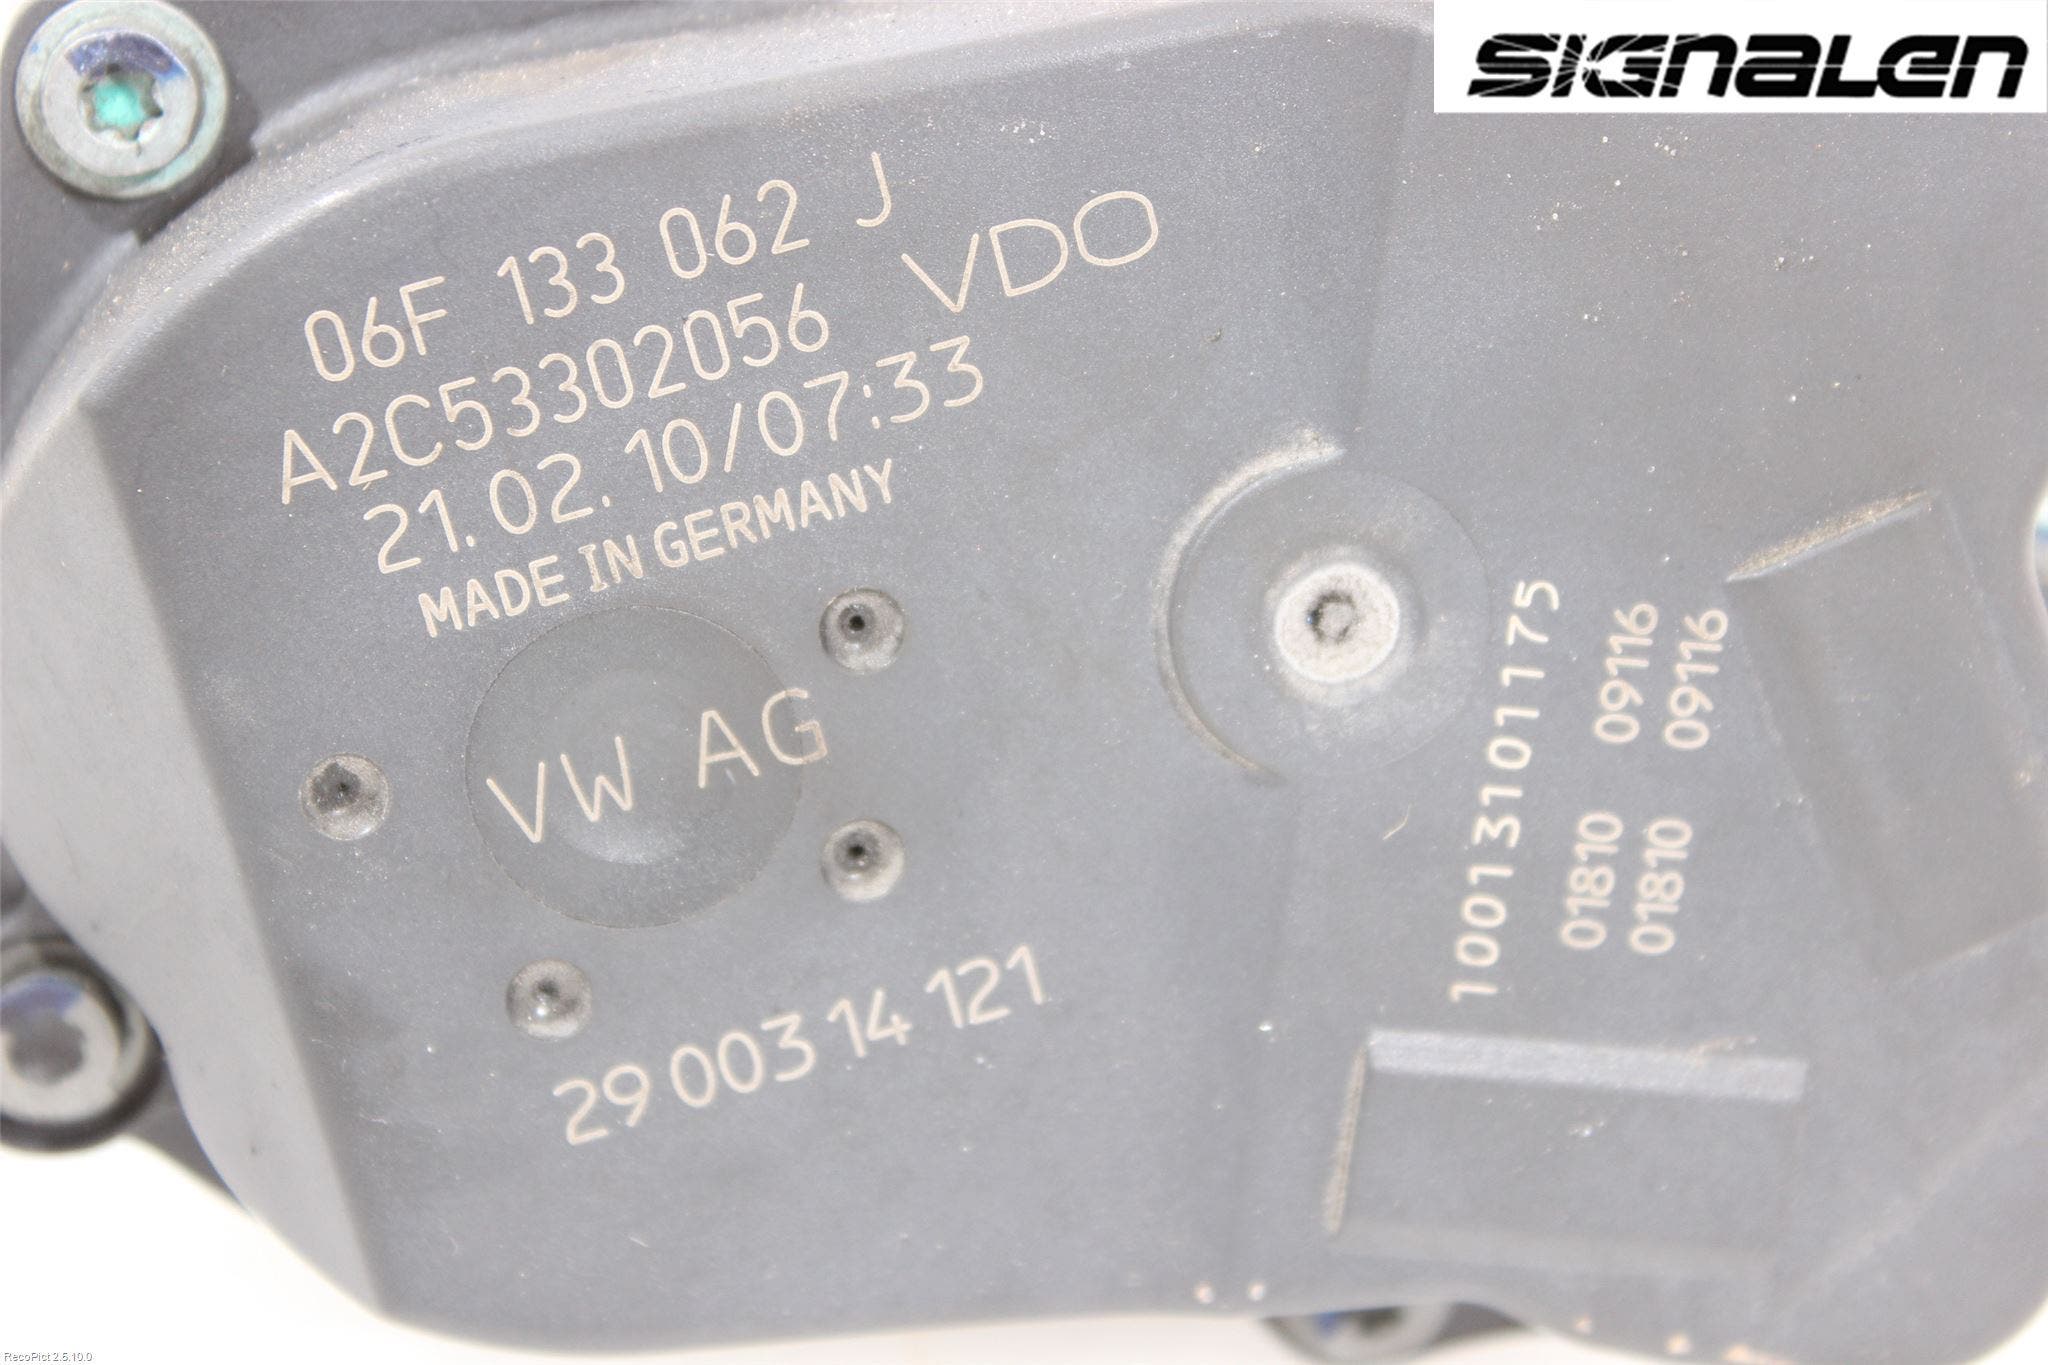 SIGNALEN
06F 133 062 J
A2C53302056 VDO
21.02.10/07:33
MADE IN GERMANY
VW AG
29 003 14 121
10013101175
01810 09116
01810 09116
RecoPict 2.5.10.0